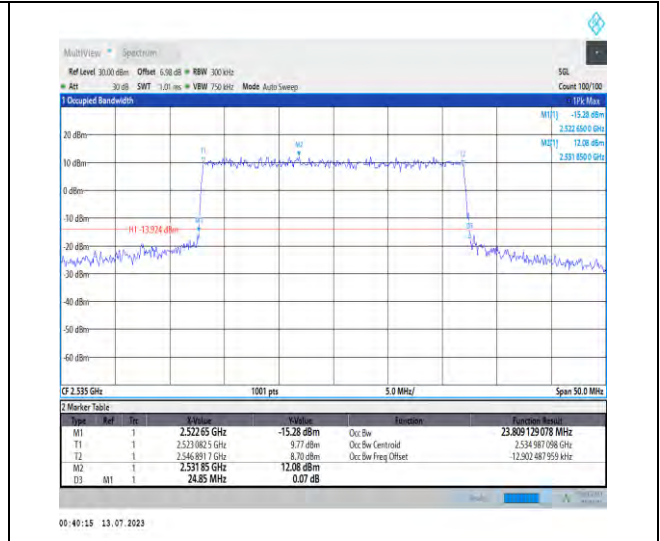 MultiView Spectrum
Ref Level 30.00 dBm Offset 6.98 dB RBW 300 kHz SGL
Att 30 dB SWT 1.01 ms VBW 750 kHz Mode Auto Sweep Count 100/100
1 Occupied Bandwidth 1Pk Max
M1[1] -15.28 dBm
2.522 650 0 GHz
M2[1] 12.08 dBm
2.531 850 0 GHz
20 dBm
T1 M2 T2
10 dBm
0 dBm
-10 dBm
M1 D3
H1 -13.924 dBm
-20 dBm
-30 dBm
-40 dBm
-50 dBm
-60 dBm
CF 2.535 GHz 1001 pts 5.0 MHz/ Span 50.0 MHz
2 Marker Table
Type Ref Trc X-Value Y-Value Function Function Result
M1 1 2.522 65 GHz -15.28 dBm Occ Bw 23.809 129 078 MHz
T1 1 2.523 082 5 GHz 9.77 dBm Occ Bw Centroid 2.534 987 098 GHz
T2 1 2.546 891 7 GHz 8.70 dBm Occ Bw Freq Offset -12.902 487 959 kHz
M2 1 2.531 85 GHz 12.08 dBm
D3 M1 1 24.85 MHz 0.07 dB
00:40:15 13.07.2023